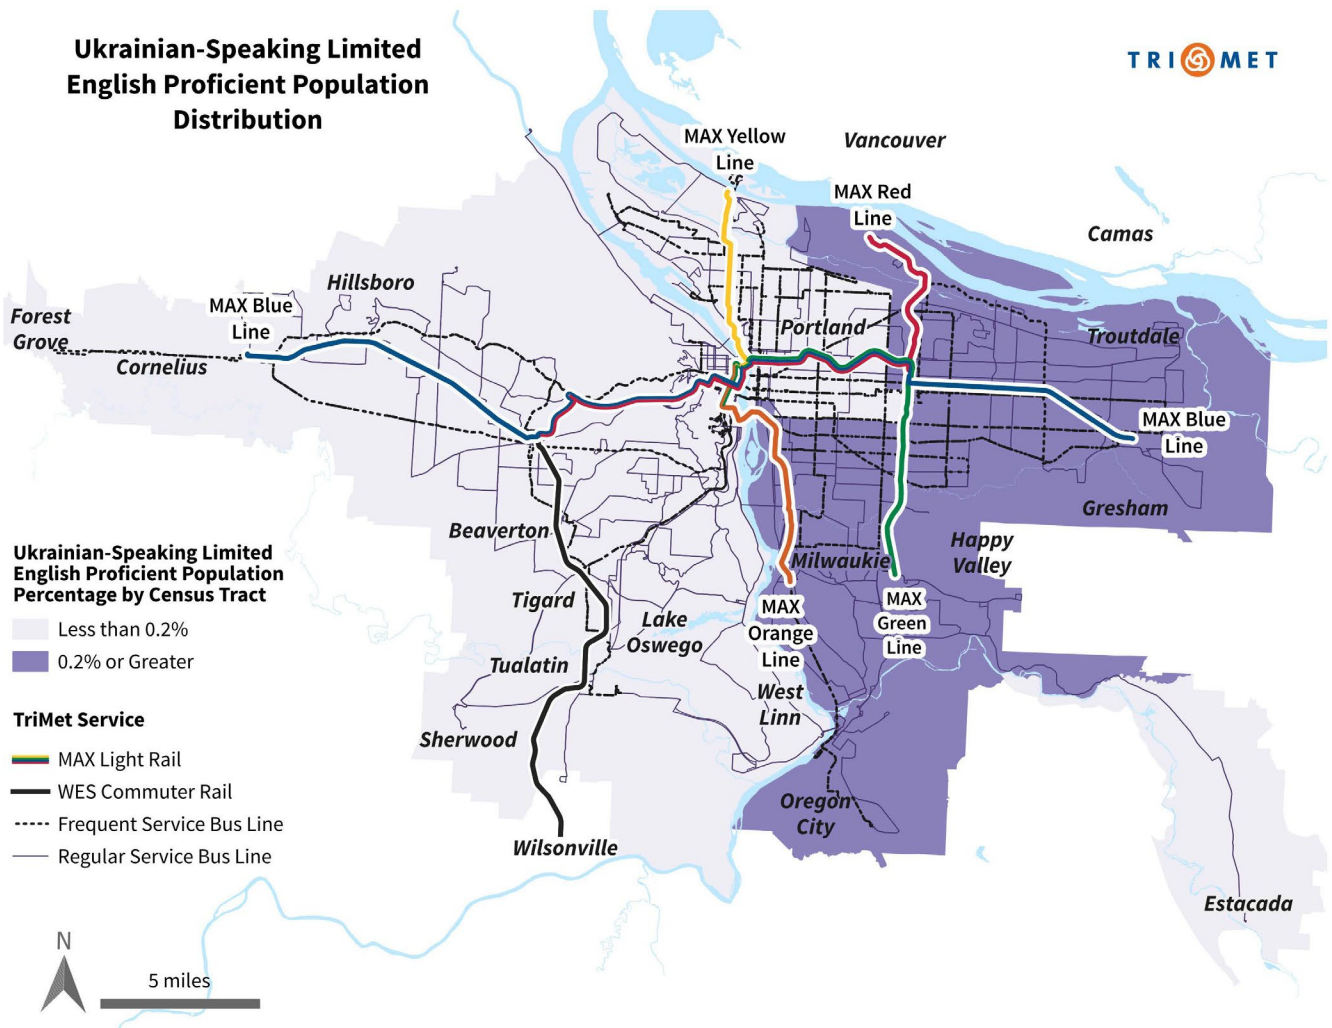 Ukrainian-Speaking Limited
English Proficient Population
Distribution
TRI MET
MAX Yellow
Line
Vancouver
MAX Red
Line
Camas
Hillsboro
MAX Blue
Line
Forest
Grove
Cornelius
Portland
Troutdale
MAX Blue
Line
Gresham
Beaverton
Happy
Valley
Milwaukie
Tigard
Lake
Oswego
MAX
Orange
Line
MAX
Green
Line
Tualatin
West
Linn
Sherwood
Oregon
City
Wilsonville
Estacada
Ukrainian-Speaking Limited
English Proficient Population
Percentage by Census Tract
Less than 0.2%
0.2% or Greater
TriMet Service
MAX Light Rail
WES Commuter Rail
Frequent Service Bus Line
Regular Service Bus Line
N
5 miles